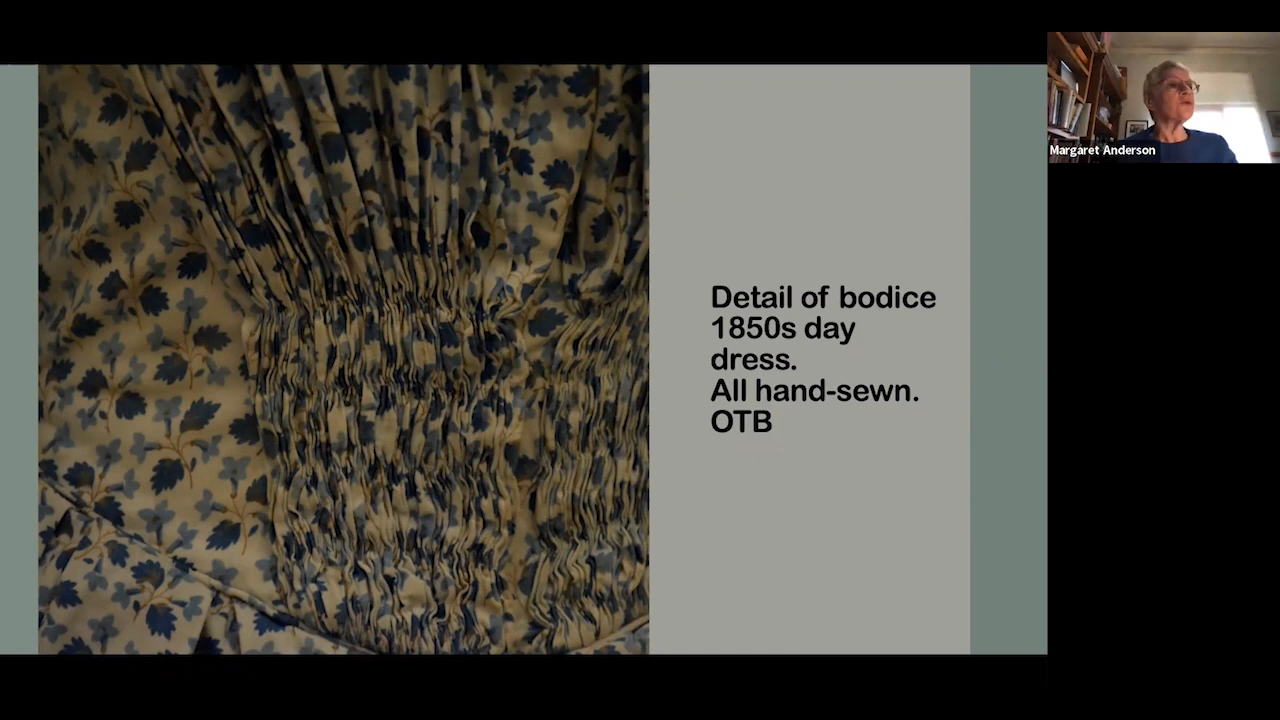 Detail of bodice
1850s day
dress.
All hand-sewn.
OTB
Margaret Anderson